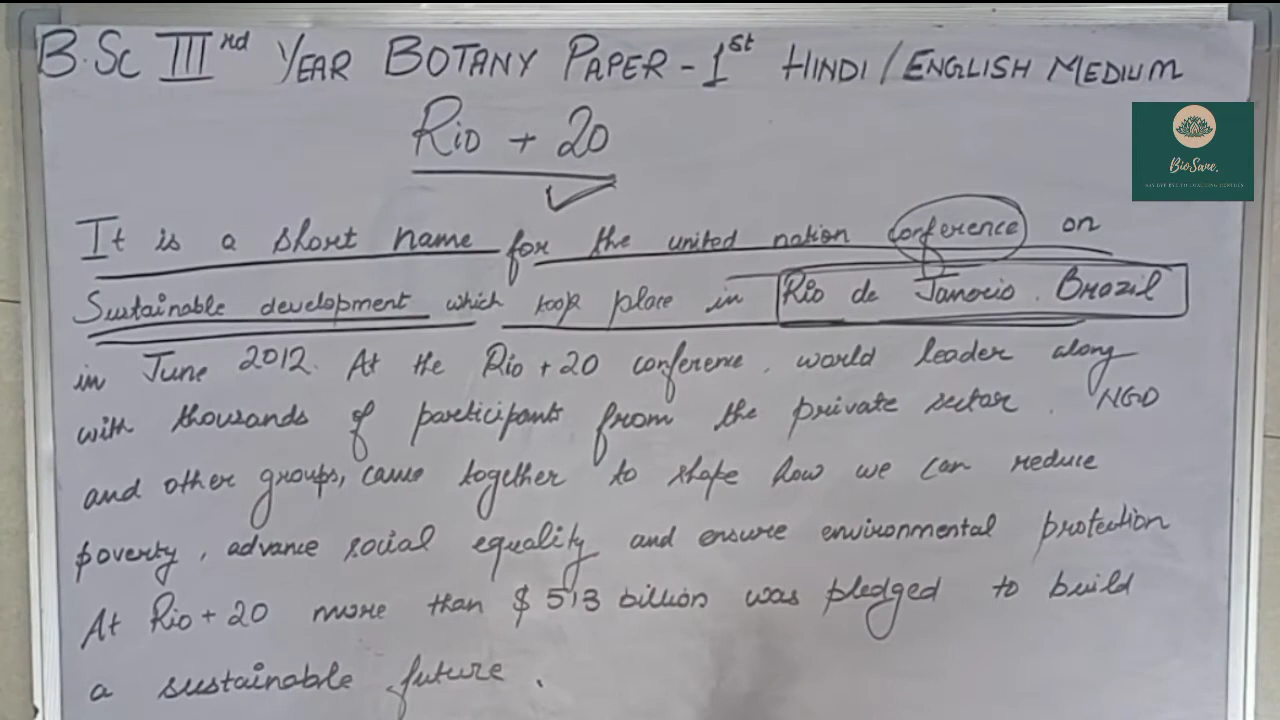 B.Sc IIIrd YEAR BOTANY PAPER - 1st HINDI / ENGLISH MEDIUM
Rio + 20
BioSane.
It is a short name for the united nation conference on
Sustainable development which took place in Rio de Janerio. Brazil
in June 2012. At the Rio + 20 conference, world leader along
with thousands of participants from the private sector. NGO
and other groups, came together to shape how we can reduce
poverty, advance social equality and ensure environmental protection
At Rio + 20 more than $ 513 billion was pledged to build
a sustainable future.